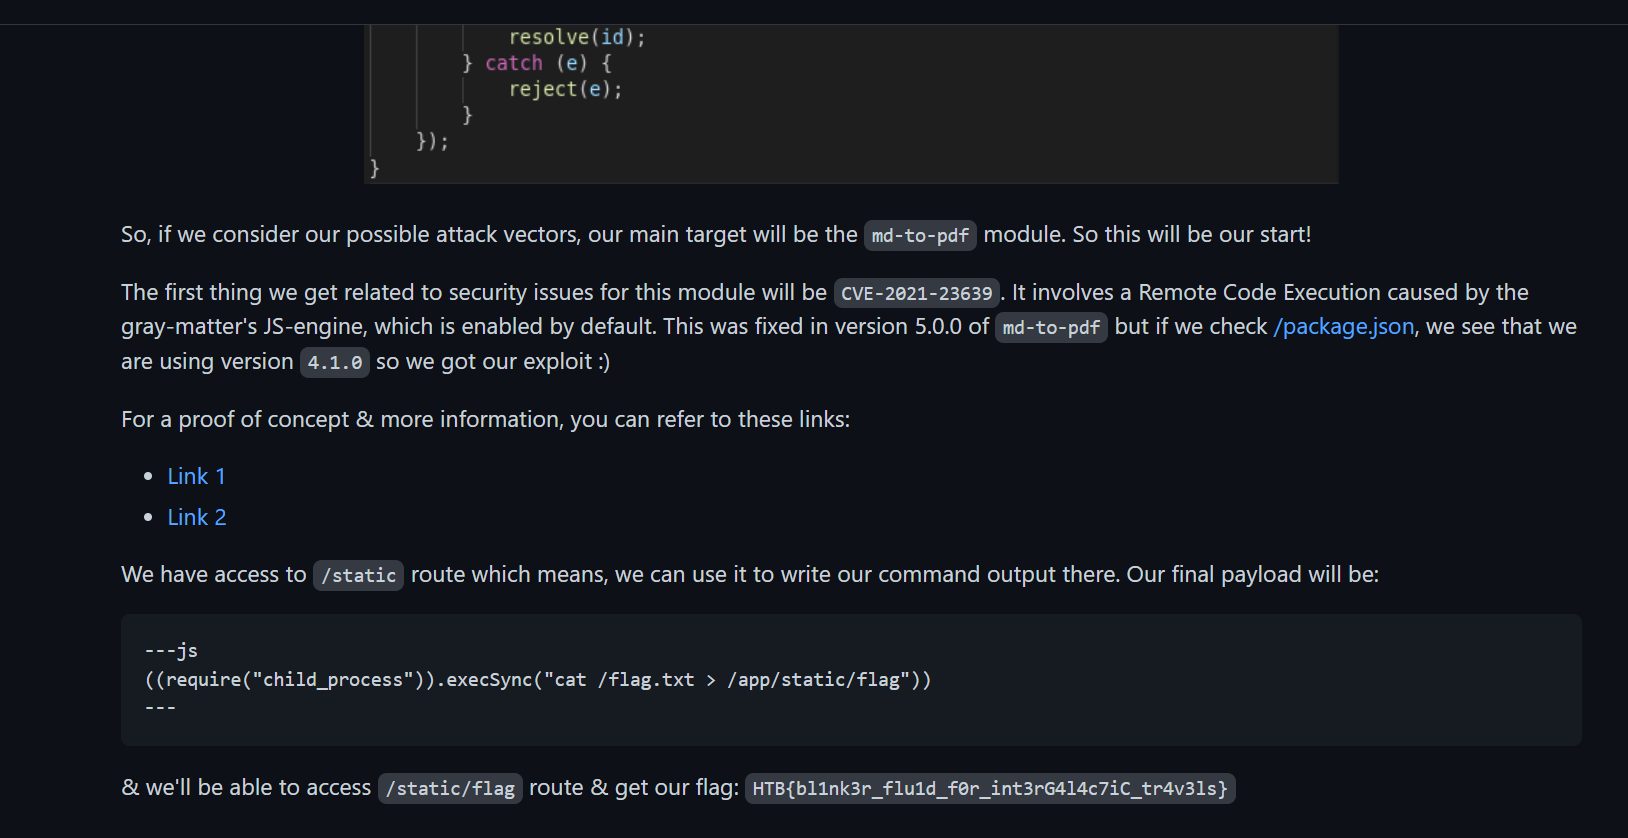 resolve(id);
} catch (e) {
reject(e);
}
});
}
So, if we consider our possible attack vectors, our main target will be the md-to-pdf module. So this will be our start!
The first thing we get related to security issues for this module will be CVE-2021-23639. It involves a Remote Code Execution caused by the
gray-matter's JS-engine, which is enabled by default. This was fixed in version 5.0.0 of md-to-pdf but if we check /package.json, we see that we
are using version 4.1.0 so we got our exploit :)
For a proof of concept & more information, you can refer to these links:
• Link 1
• Link 2
We have access to /static route which means, we can use it to write our command output there. Our final payload will be:
---js
((require("child_process")).execSync("cat /flag.txt > /app/static/flag"))
---
& we'll be able to access /static/flag route & get our flag: HTB{bl1nk3r_flu1d_f0r_int3rG4l4c7iC_tr4v3ls}